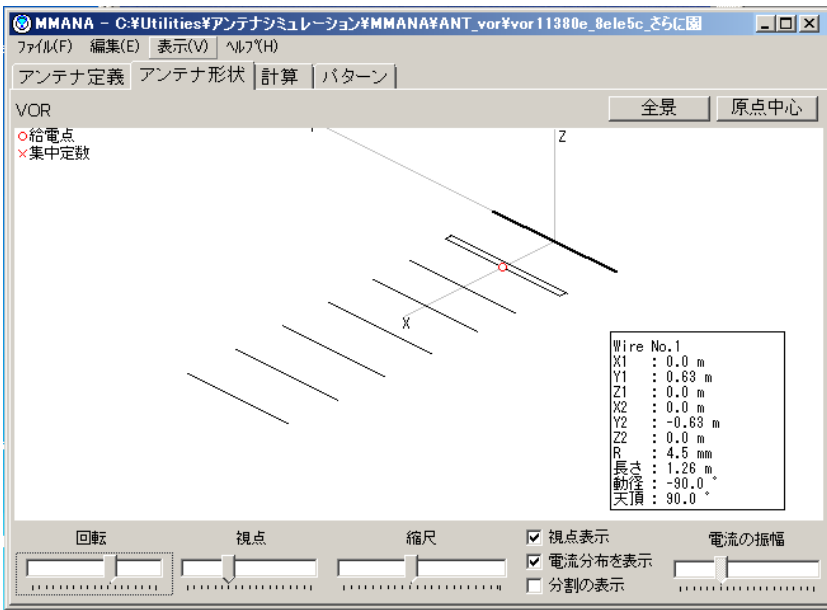 MMANA - C:¥Utilities¥アンテナシミュレーション¥MMANA¥ANT_vor¥vor11380e_8ele5c_さらに園
ファイル(F) 編集(E) 表示(V) ヘルプ(H)
アンテナ定義 アンテナ形状 計算 パターン
VOR 全景 原点中心
給電点
集中定数
Z
X
Wire No.1
X1 : 0.0 m
Y1 : 0.63 m
Z1 : 0.0 m
X2 : 0.0 m
Y2 : -0.63 m
Z2 : 0.0 m
R : 4.5 mm
長さ : 1.26 m
動径 : -90.0 °
天頂 : 90.0 °
回転 視点 縮尺 視点表示 電流の振幅
電流分布を表示
分割の表示